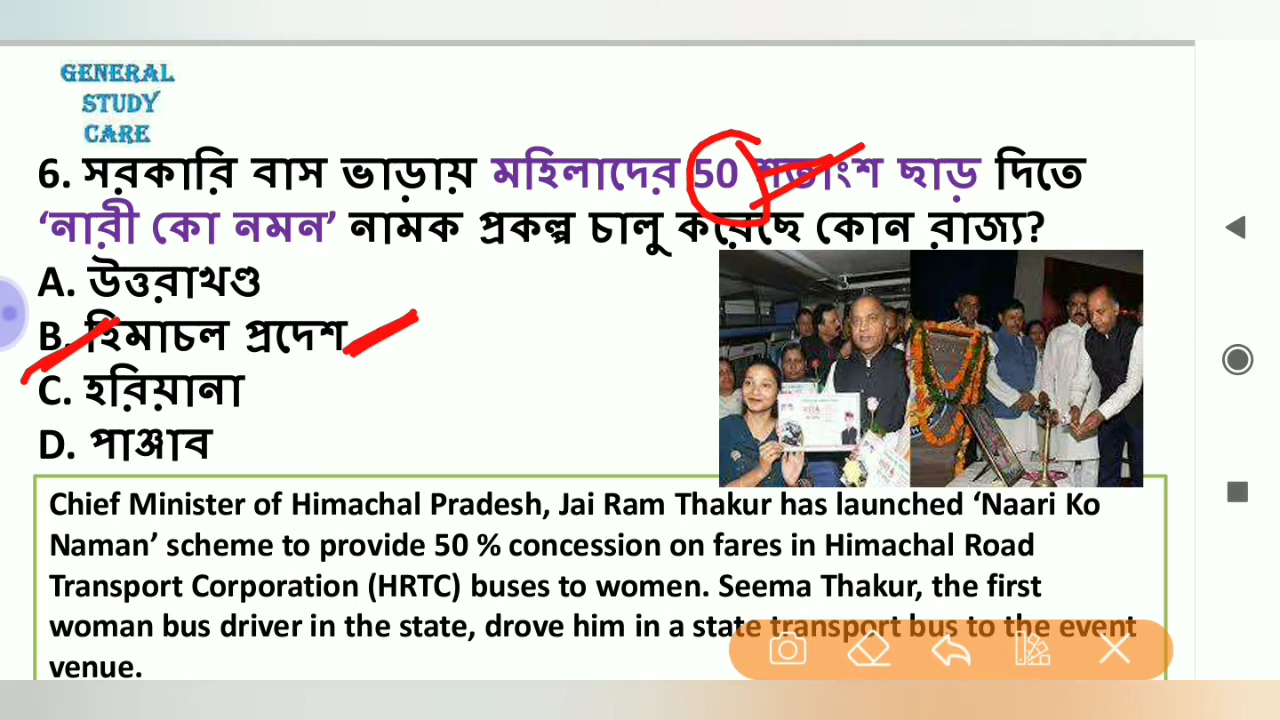 GENERAL
STUDY
CARE
6. সরকারি বাস ভাড়ায় মহিলাদের 50 শতাংশ ছাড় দিতে
‘নারী কো নমন’ নামক প্রকল্প চালু করেছে কোন রাজ্য?
A. উত্তরাখণ্ড
B. হিমাচল প্রদেশ
C. হরিয়ানা
D. পাঞ্জাব
Chief Minister of Himachal Pradesh, Jai Ram Thakur has launched ‘Naari Ko
Naman’ scheme to provide 50 % concession on fares in Himachal Road
Transport Corporation (HRTC) buses to women. Seema Thakur, the first
woman bus driver in the state, drove him in a state transport bus to the event
venue.